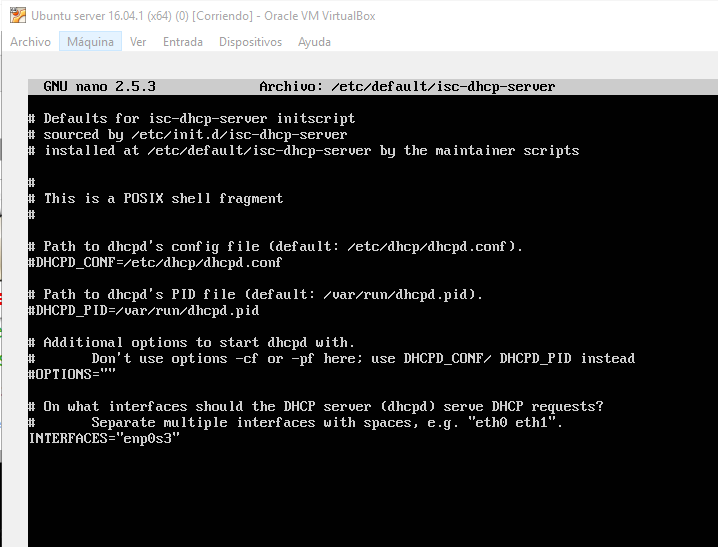 Ubuntu server 16.04.1 (x64) (0) [Corriendo] - Oracle VM VirtualBox
Archivo Máquina Ver Entrada Dispositivos Ayuda
GNU nano 2.5.3 Archivo: /etc/default/isc-dhcp-server
# Defaults for isc-dhcp-server initscript
# sourced by /etc/init.d/isc-dhcp-server
# installed at /etc/default/isc-dhcp-server by the maintainer scripts
#
# This is a POSIX shell fragment
#
# Path to dhcpd's config file (default: /etc/dhcp/dhcpd.conf).
#DHCPD_CONF=/etc/dhcp/dhcpd.conf
# Path to dhcpd's PID file (default: /var/run/dhcpd.pid).
#DHCPD_PID=/var/run/dhcpd.pid
# Additional options to start dhcpd with.
# Don't use options -cf or -pf here; use DHCPD_CONF/ DHCPD_PID instead
#OPTIONS=""
# On what interfaces should the DHCP server (dhcpd) serve DHCP requests?
# Separate multiple interfaces with spaces, e.g. "eth0 eth1".
INTERFACES="enp0s3"